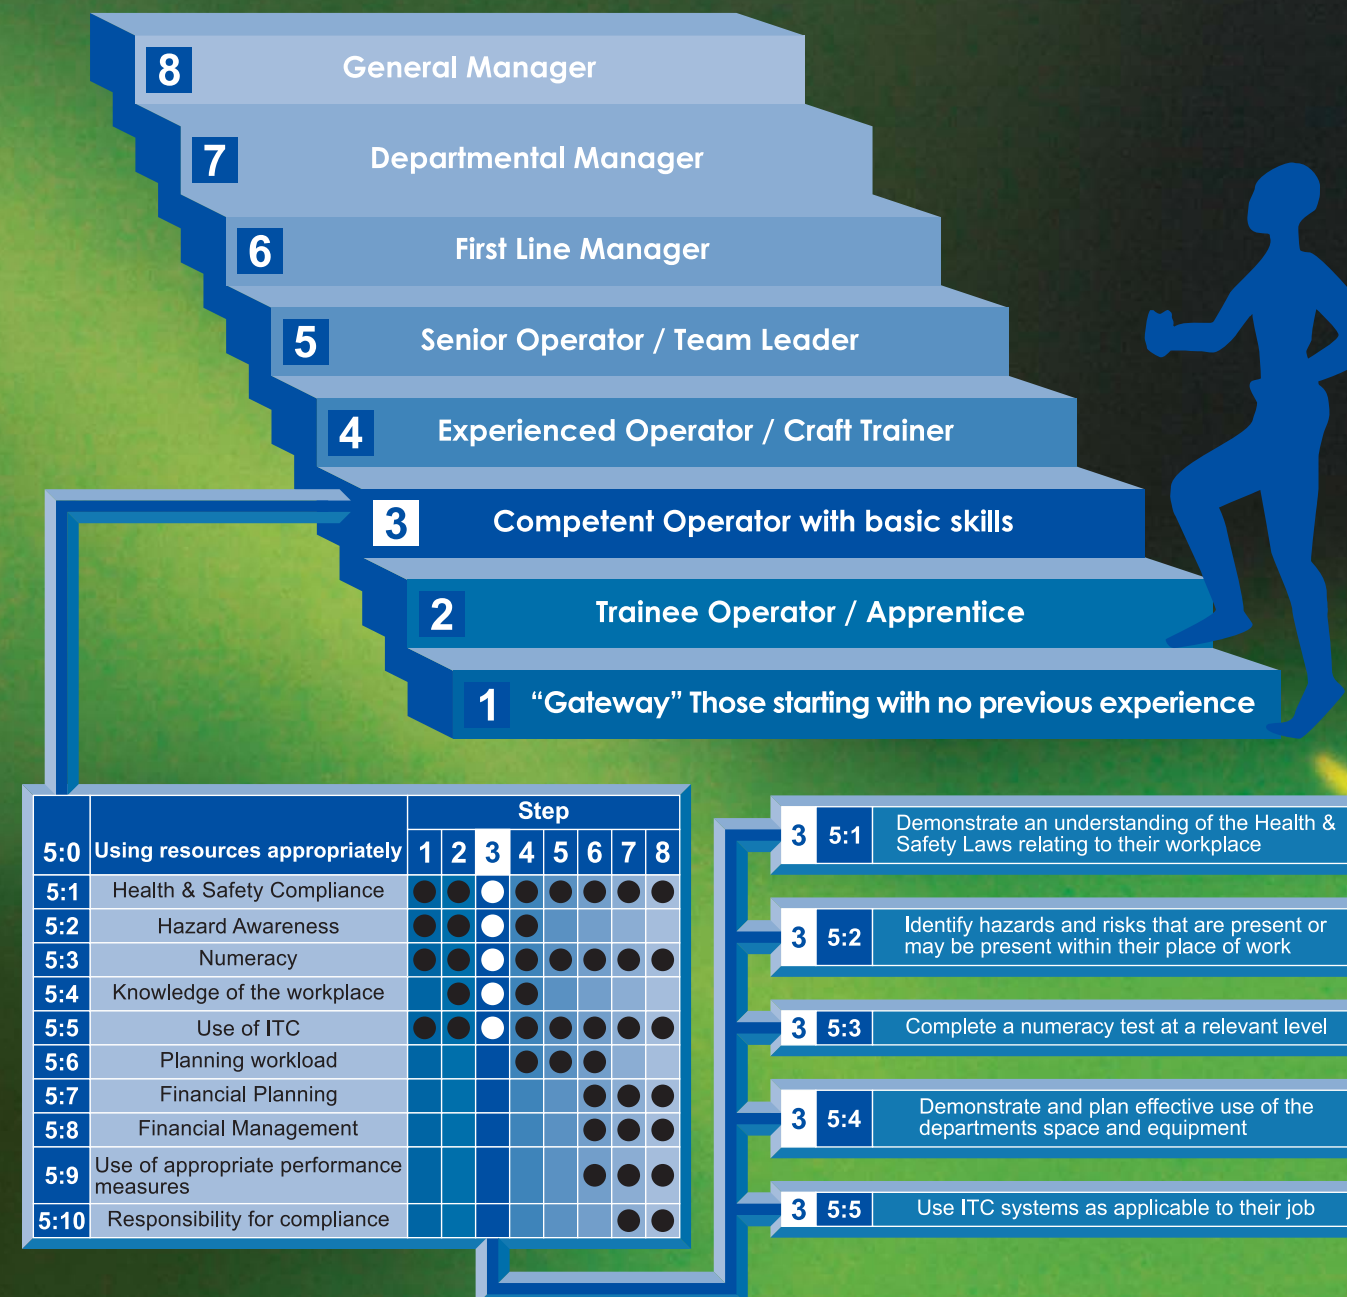 8 General Manager
7 Departmental Manager
6 First Line Manager
5 Senior Operator / Team Leader
4 Experienced Operator / Craft Trainer
3 Competent Operator with basic skills
2 Trainee Operator / Apprentice
1 “Gateway” Those starting with no previous experience
Step
5:0 Using resources appropriately 1 2 3 4 5 6 7 8
5:1 Health & Safety Compliance
5:2 Hazard Awareness
5:3 Numeracy
5:4 Knowledge of the workplace
5:5 Use of ITC
5:6 Planning workload
5:7 Financial Planning
5:8 Financial Management
5:9 Use of appropriate performance
measures
5:10 Responsibility for compliance
3 5:1 Demonstrate an understanding of the Health &
Safety Laws relating to their workplace
3 5:2 Identify hazards and risks that are present or
may be present within their place of work
3 5:3 Complete a numeracy test at a relevant level
3 5:4 Demonstrate and plan effective use of the
departments space and equipment
3 5:5 Use ITC systems as applicable to their job